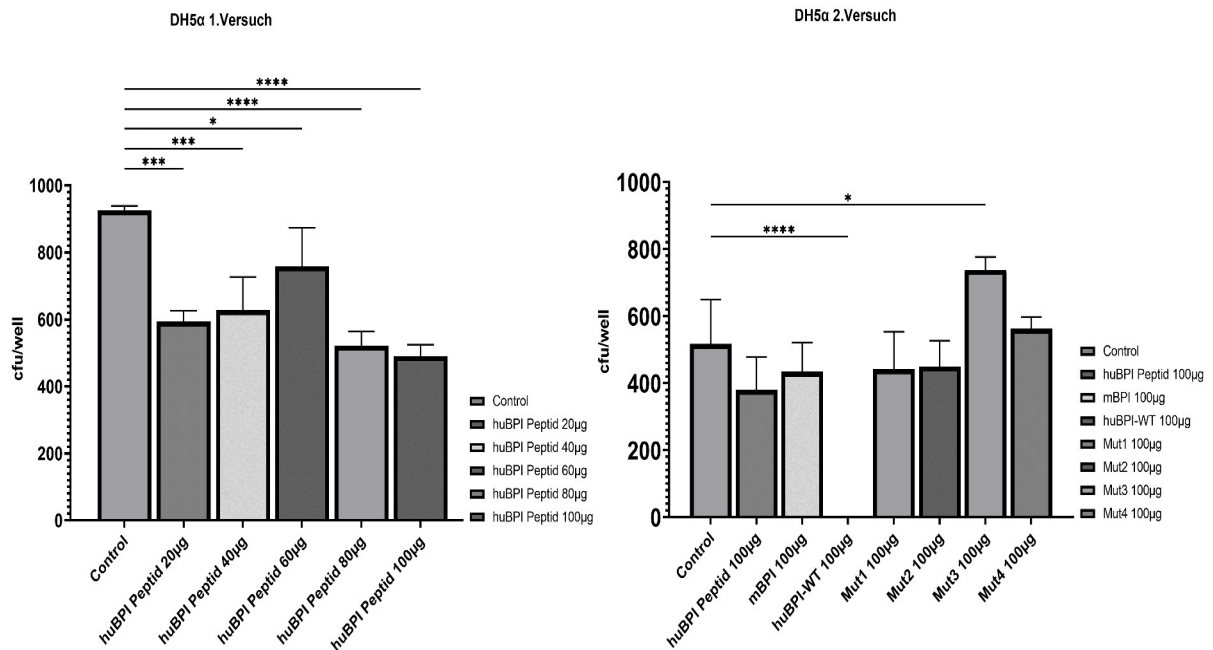 DH5α 1.Versuch
****
****
*
***
***
1000
800
600
400
200
0
cfu/well
Control
huBPI Peptid 20µg
huBPI Peptid 40µg
huBPI Peptid 60µg
huBPI Peptid 80µg
huBPI Peptid 100µg
Control
huBPI Peptid 20µg
huBPI Peptid 40µg
huBPI Peptid 60µg
huBPI Peptid 80µg
huBPI Peptid 100µg
DH5α 2.Versuch
*
****
1000
800
600
400
200
0
cfu/well
Control
huBPI Peptid 100µg
mBPI 100µg
huBPI-WT 100µg
Mut1 100µg
Mut2 100µg
Mut3 100µg
Mut4 100µg
Control
huBPI Peptid 100µg
mBPI 100µg
huBPI-WT 100µg
Mut1 100µg
Mut2 100µg
Mut3 100µg
Mut4 100µg